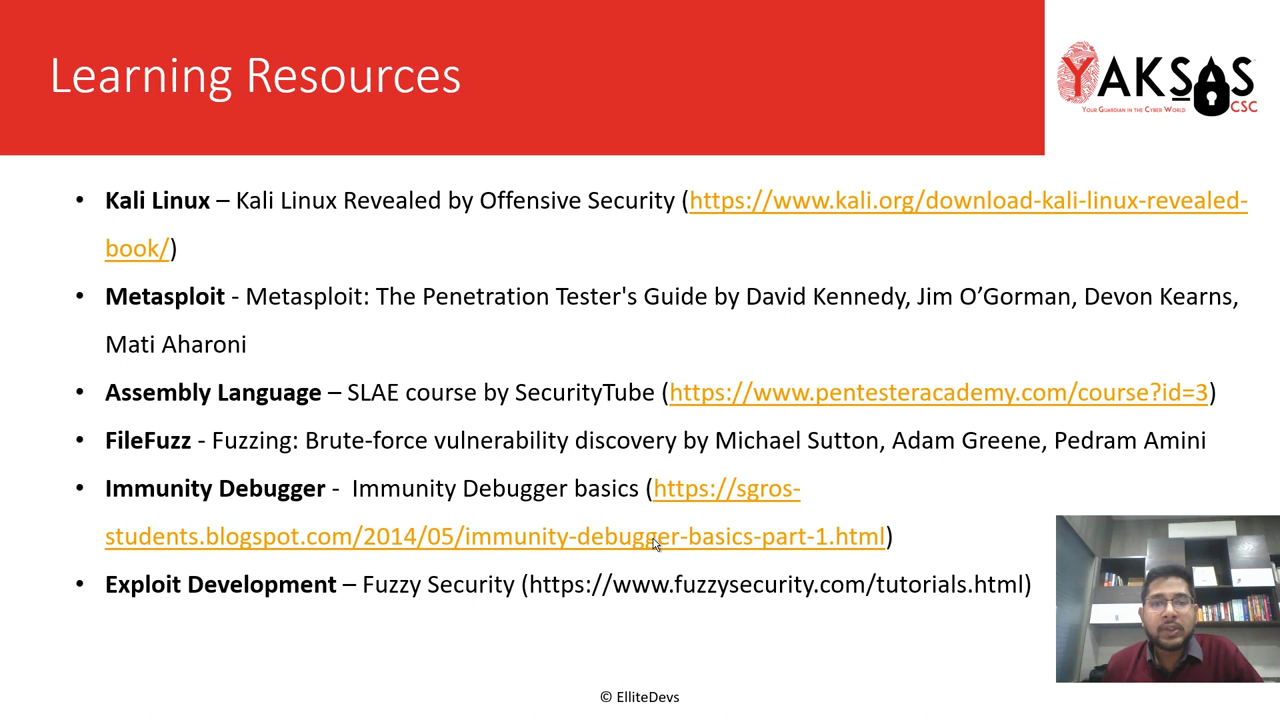 Learning Resources
YAKSAS
CSC
YOUR GUARDIAN IN THE CYBER WORLD
• Kali Linux – Kali Linux Revealed by Offensive Security (https://www.kali.org/download-kali-linux-revealed-
book/)
• Metasploit - Metasploit: The Penetration Tester's Guide by David Kennedy, Jim O’Gorman, Devon Kearns,
Mati Aharoni
• Assembly Language – SLAE course by SecurityTube (https://www.pentesteracademy.com/course?id=3)
• FileFuzz - Fuzzing: Brute-force vulnerability discovery by Michael Sutton, Adam Greene, Pedram Amini
• Immunity Debugger - Immunity Debugger basics (https://sgros-
students.blogspot.com/2014/05/immunity-debugger-basics-part-1.html)
• Exploit Development – Fuzzy Security (https://www.fuzzysecurity.com/tutorials.html)
© ElliteDevs